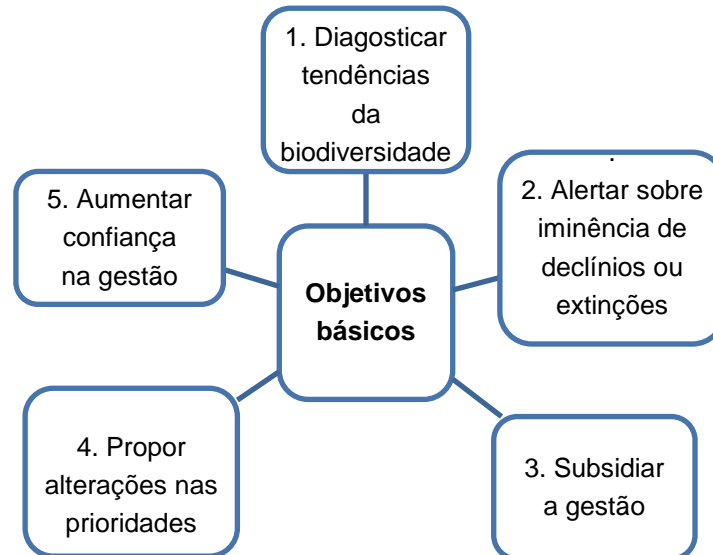 1. Diagosticar
tendências
da
biodiversidade
.
2. Alertar sobre
iminência de
declínios ou
extinções
5. Aumentar
confiança
na gestão
Objetivos
básicos
4. Propor
alterações nas
prioridades
3. Subsidiar
a gestão